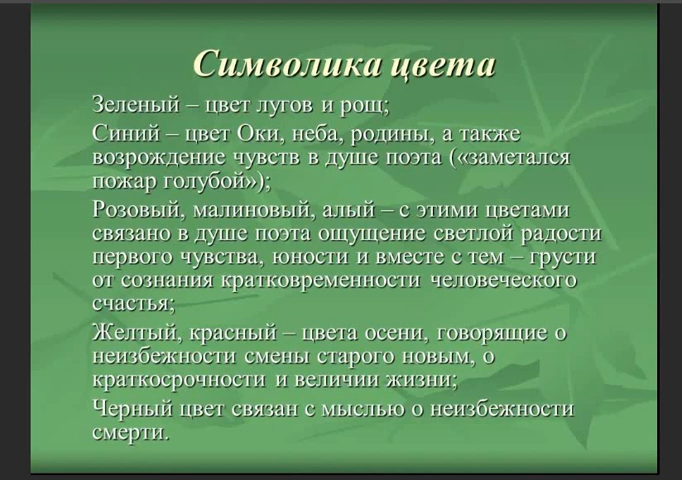 Символика цвета
Зеленый – цвет лугов и рощ;
Синий – цвет Оки, неба, родины, а также
возрождение чувств в душе поэта («заметался
пожар голубой»);
Розовый, малиновый, алый – с этими цветами
связано в душе поэта ощущение светлой радости
первого чувства, юности и вместе с тем – грусти
от сознания кратковременности человеческого
счастья;
Желтый, красный – цвета осени, говорящие о
неизбежности смены старого новым, о
краткосрочности и величии жизни;
Черный цвет связан с мыслью о неизбежности
смерти.